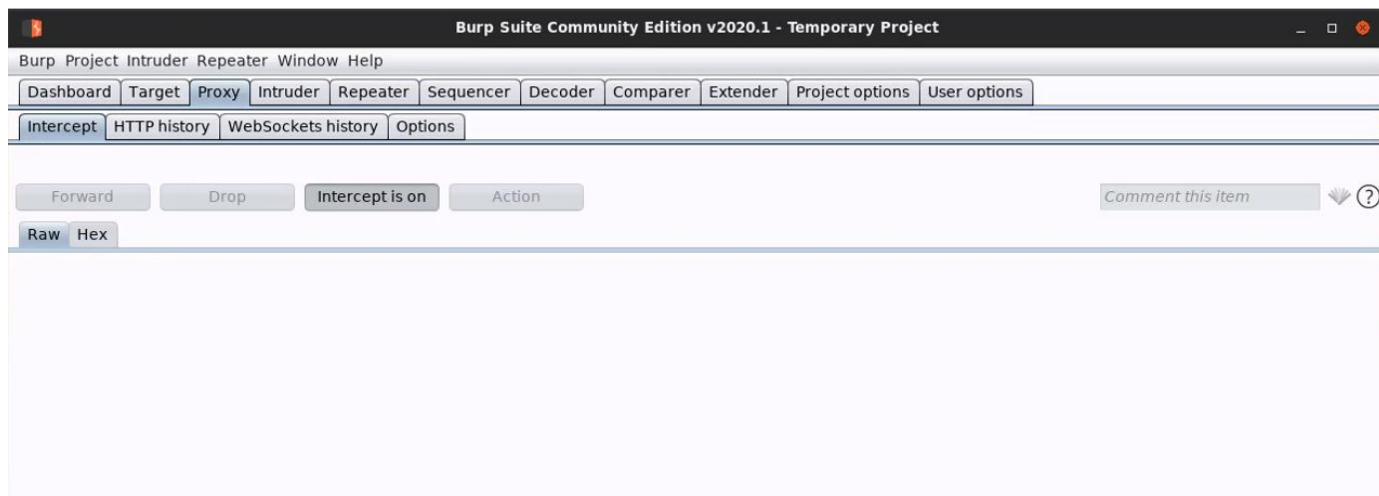 Burp Suite Community Edition v2020.1 - Temporary Project
Burp Project Intruder Repeater Window Help
Dashboard Target Proxy Intruder Repeater Sequencer Decoder Comparer Extender Project options User options
Intercept HTTP history WebSockets history Options
Forward Drop Intercept is on Action Comment this item ?
Raw Hex